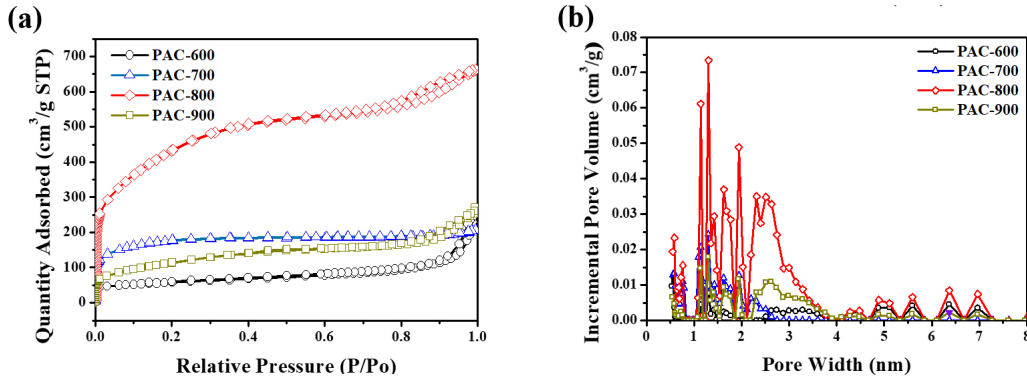 (a)
700
600
500
400
300
200
100
0
0.0
0.2
0.4
0.6
0.8
1.0
Quantity Adsorbed (cm³/g STP)
Relative Pressure (P/Po)
PAC-600
PAC-700
PAC-800
PAC-900
(b)
0.08
0.07
0.06
0.05
0.04
0.03
0.02
0.01
0.00
0
1
2
3
4
5
6
7
8
Incremental Pore Volume (cm³/g)
Pore Width (nm)
PAC-600
PAC-700
PAC-800
PAC-900